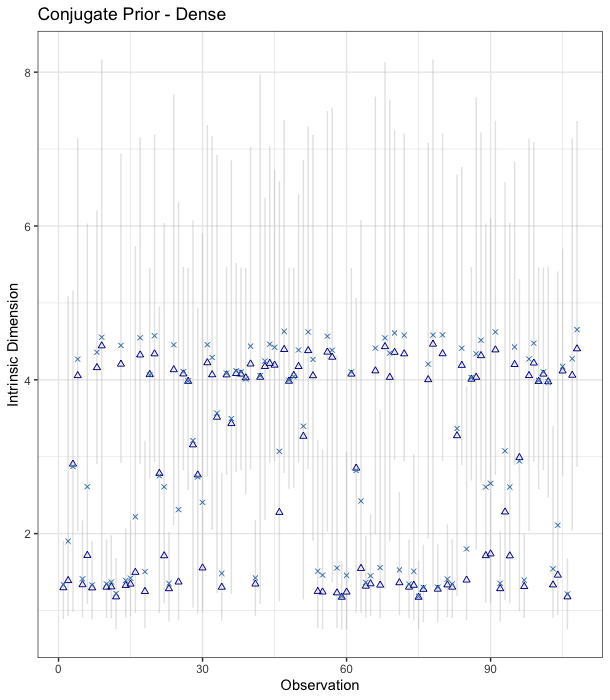 Conjugate Prior - Dense
8
6
4
2
Intrinsic Dimension
0
30
60
90
Observation